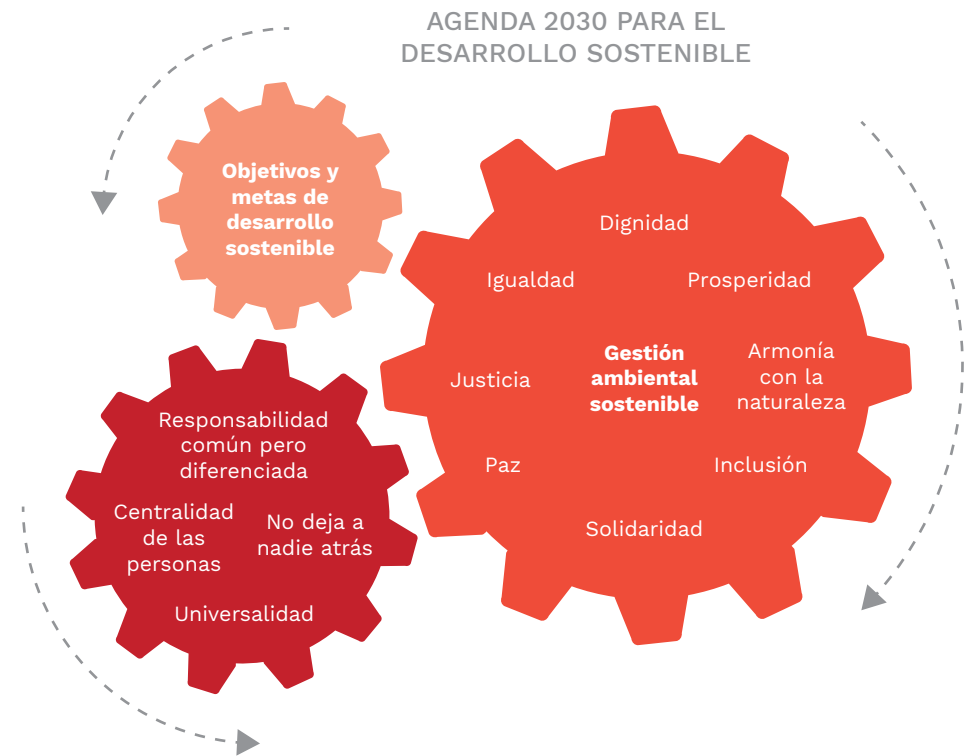 AGENDA 2030 PARA EL
DESARROLLO SOSTENIBLE
Objetivos y
metas de
desarrollo
sostenible
Dignidad
Igualdad
Prosperidad
Justicia
Gestión
ambiental
sostenible
Armonía
con la
naturaleza
Paz
Inclusión
Solidaridad
Responsabilidad
común pero
diferenciada
Centralidad
de las
personas
No deja a
nadie atrás
Universalidad